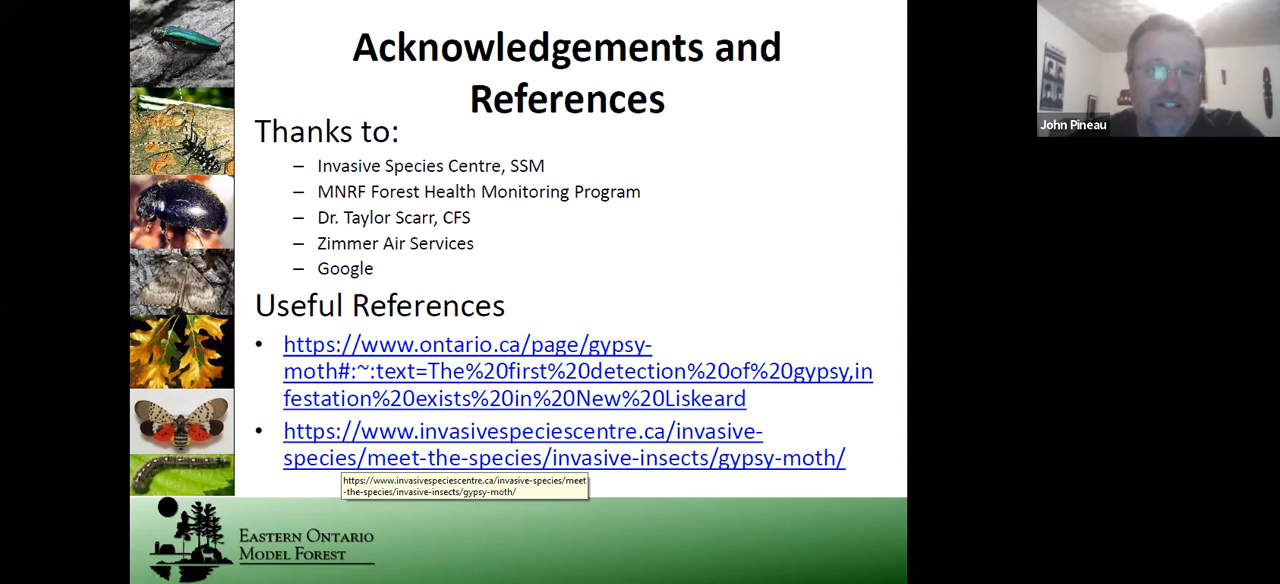 Acknowledgements and
References
Thanks to:
– Invasive Species Centre, SSM
– MNRF Forest Health Monitoring Program
– Dr. Taylor Scarr, CFS
– Zimmer Air Services
– Google
Useful References
• https://www.ontario.ca/page/gypsy-
moth#:~:text=The%20first%20detection%20of%20gypsy,in
festation%20exists%20in%20New%20Liskeard
• https://www.invasivespeciescentre.ca/invasive-
species/meet-the-species/invasive-insects/gypsy-moth/
https://www.invasivespeciescentre.ca/invasive-species/meet
-the-species/invasive-insects/gypsy-moth/
EASTERN ONTARIO
MODEL FOREST
John Pineau